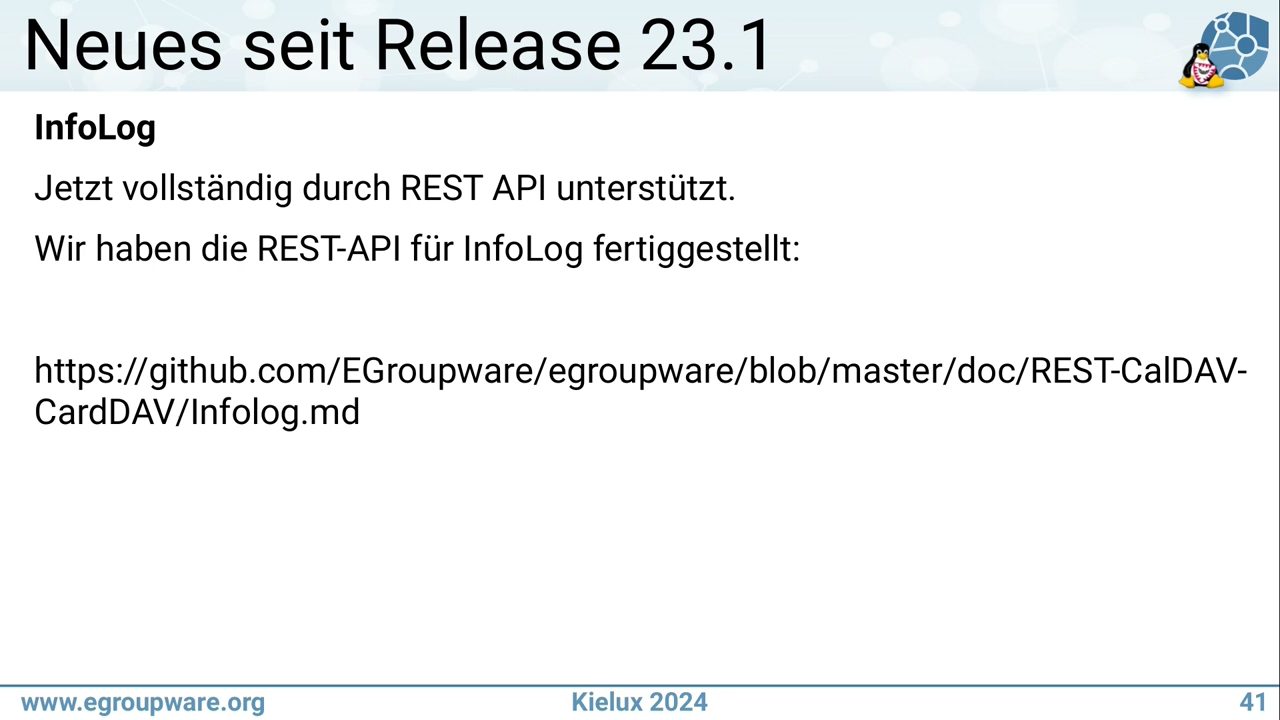 Neues seit Release 23.1
InfoLog
Jetzt vollständig durch REST API unterstützt.
Wir haben die REST-API für InfoLog fertiggestellt:
https://github.com/EGroupware/egroupware/blob/master/doc/REST-CalDAV-
CardDAV/Infolog.md
www.egroupware.org Kielux 2024 41